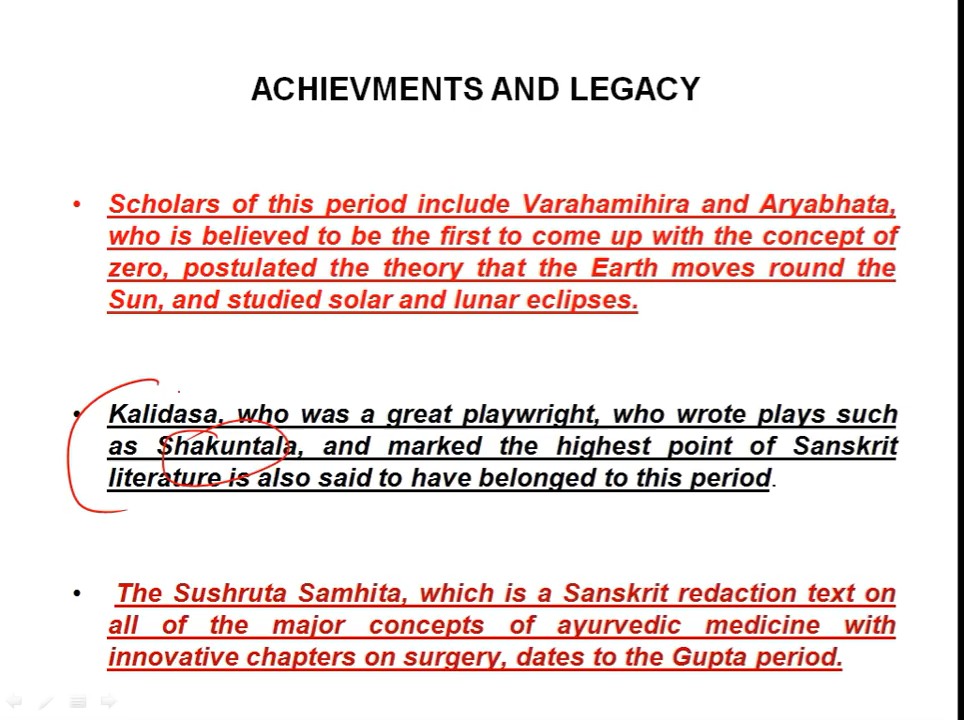 ACHIEVMENTS AND LEGACY
• Scholars of this period include Varahamihira and Aryabhata,
who is believed to be the first to come up with the concept of
zero, postulated the theory that the Earth moves round the
Sun, and studied solar and lunar eclipses.
• Kalidasa, who was a great playwright, who wrote plays such
as Shakuntala, and marked the highest point of Sanskrit
literature is also said to have belonged to this period.
• The Sushruta Samhita, which is a Sanskrit redaction text on
all of the major concepts of ayurvedic medicine with
innovative chapters on surgery, dates to the Gupta period.